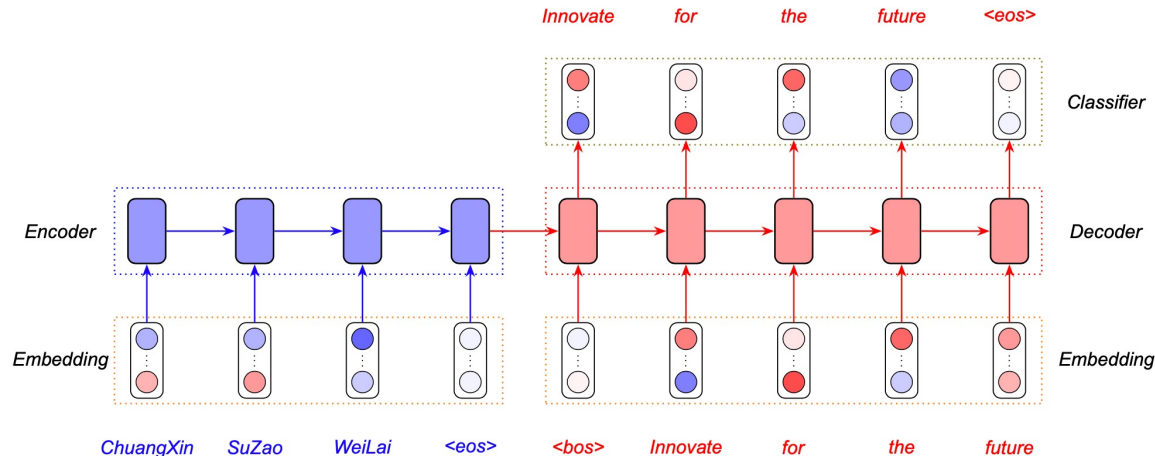 Innovate for the future <eos>
Classifier
Encoder
Decoder
Embedding
Embedding
ChuangXin SuZao WeiLai <eos> <bos> Innovate for the future